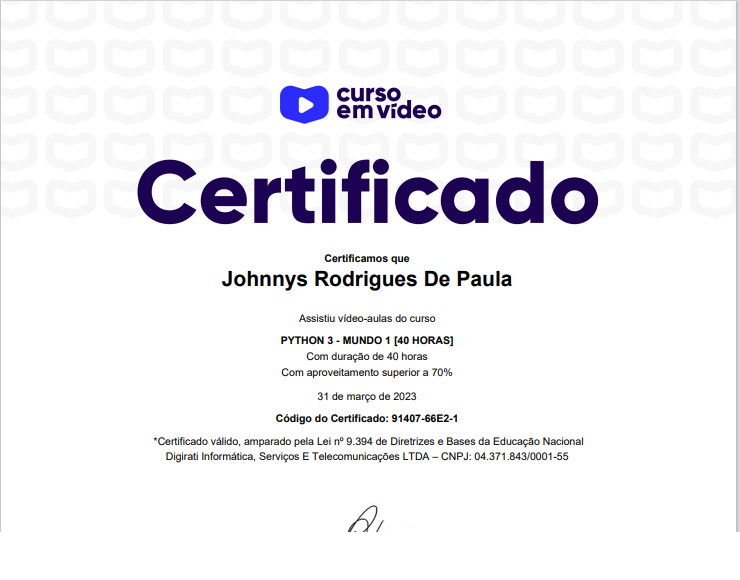 curso
em vídeo
Certificado
Certificamos que
Johnnys Rodrigues De Paula
Assistiu vídeo-aulas do curso
PYTHON 3 - MUNDO 1 [40 HORAS]
Com duração de 40 horas
Com aproveitamento superior a 70%
31 de março de 2023
Código do Certificado: 91407-66E2-1
*Certificado válido, amparado pela Lei nº 9.394 de Diretrizes e Bases da Educação Nacional
Digirati Informática, Serviços E Telecomunicações LTDA – CNPJ: 04.371.843/0001-55